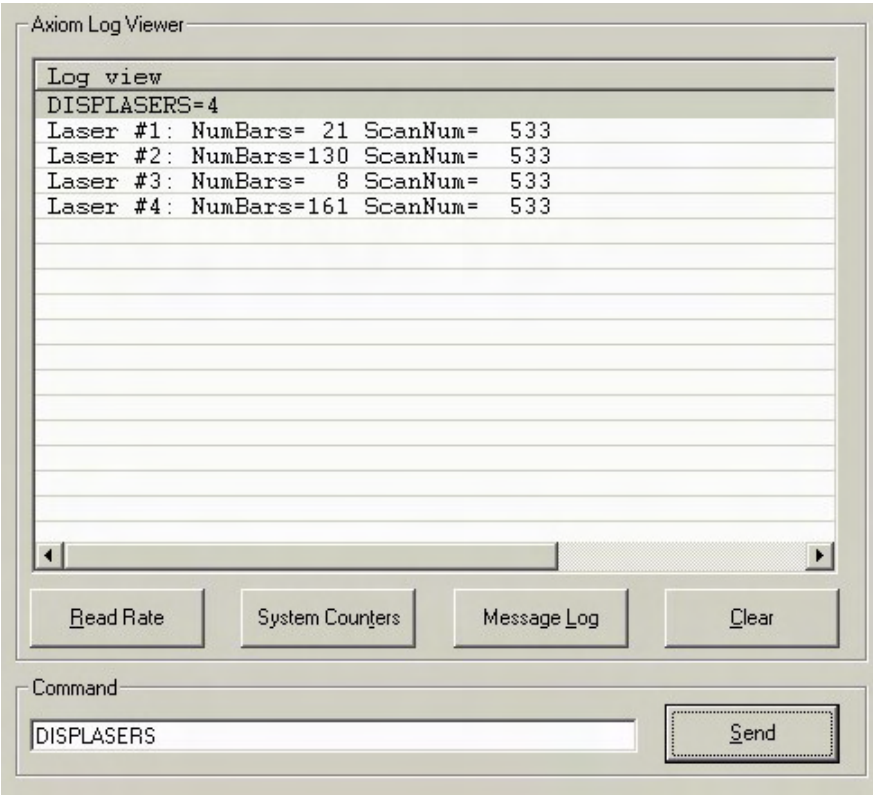 Axiom Log Viewer
Log view
DISPLASERS=4
Laser #1: NumBars= 21 ScanNum=   533
Laser #2: NumBars=130 ScanNum=   533
Laser #3: NumBars=  8 ScanNum=   533
Laser #4: NumBars=161 ScanNum=   533
Read Rate
System Counters
Message Log
Clear
Command
DISPLASERS
Send